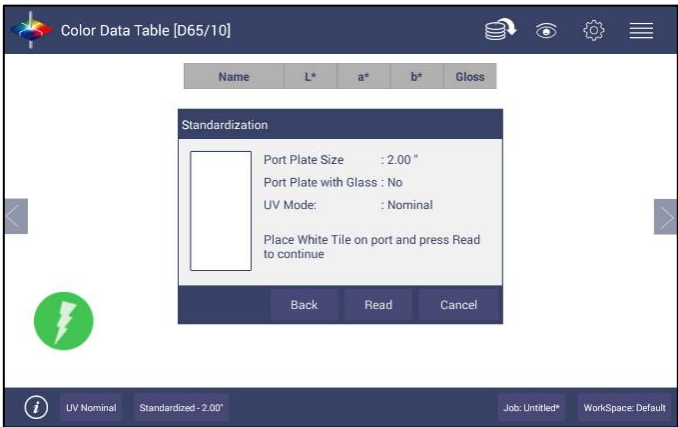 Color Data Table [D65/10]
Name L* a* b* Gloss
Standardization
Port Plate Size : 2.00 "
Port Plate with Glass : No
UV Mode: : Nominal
Place White Tile on port and press Read
to continue
Back Read Cancel
i UV Nominal Standardized - 2.00" Job: Untitled* WorkSpace: Default